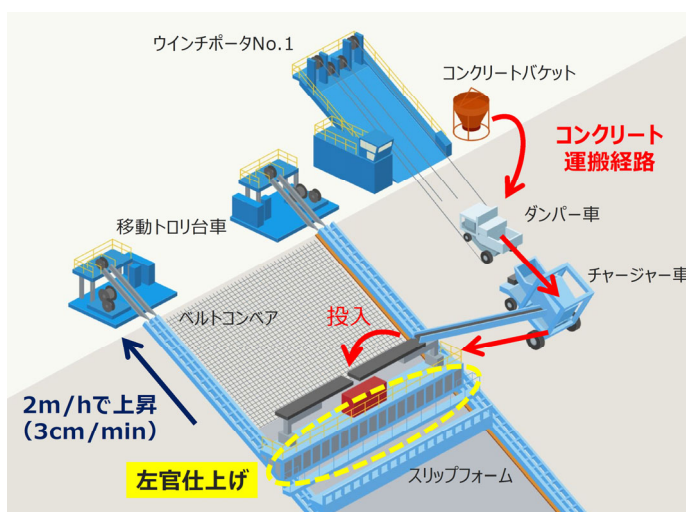 ウインチポータNo.1
コンクリートバケット
コンクリート
運搬経路
ダンパー車
移動トロリ台車
チャージャー車
ベルトコンベア
投入
2m/hで上昇
（3cm/min）
左官仕上げ
スリップフォーム